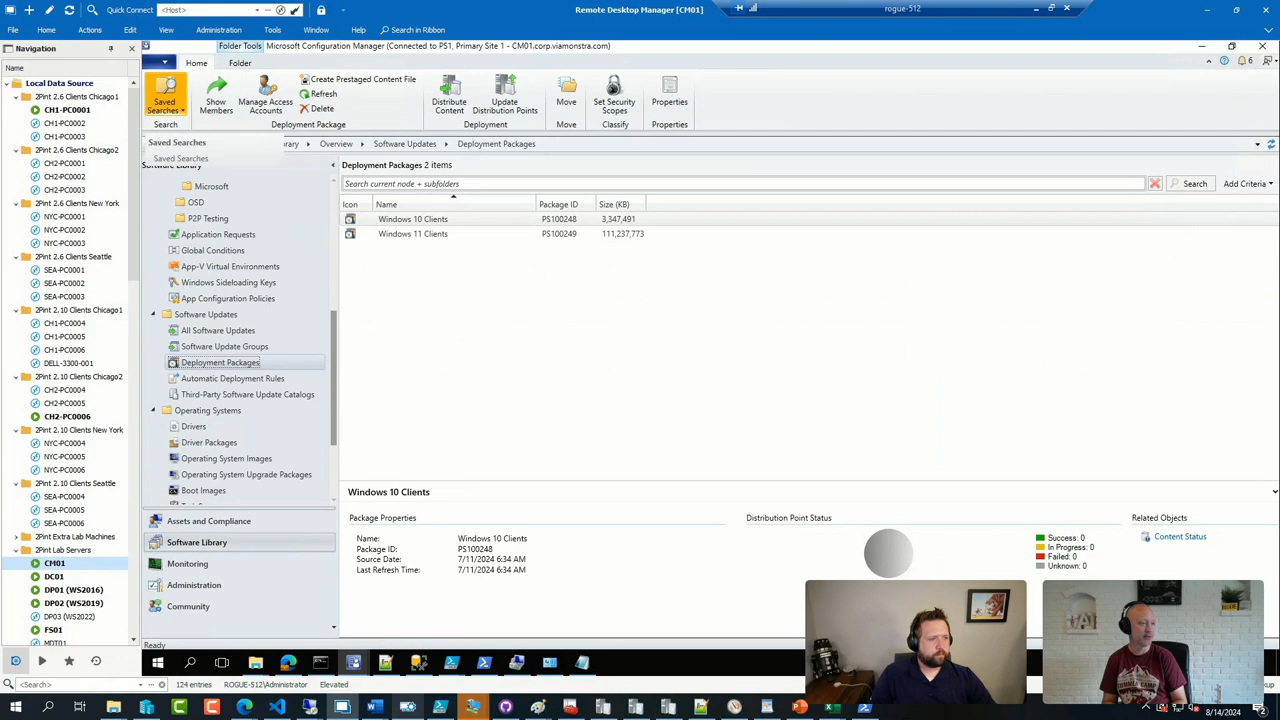 Quick Connect <Host>
Remote Desktop Manager [CM01]
rogue-512
File Home Actions Edit View Administration Tools Window Help Search in Ribbon
Navigation
Name
Local Data Source
2Pint 2.6 Clients Chicago1
CH1-PC0001
CH1-PC0002
CH1-PC0003
2Pint 2.6 Clients Chicago2
CH2-PC0001
CH2-PC0002
CH2-PC0003
2Pint 2.6 Clients New York
NYC-PC0001
NYC-PC0002
NYC-PC0003
2Pint 2.6 Clients Seattle
SEA-PC0001
SEA-PC0002
SEA-PC0003
2Pint 2.10 Clients Chicago1
CH1-PC0004
CH1-PC0005
CH1-PC0006
DELL-3300-001
2Pint 2.10 Clients Chicago2
CH2-PC0004
CH2-PC0005
CH2-PC0006
2Pint 2.10 Clients New York
NYC-PC0004
NYC-PC0005
NYC-PC0006
2Pint 2.10 Clients Seattle
SEA-PC0004
SEA-PC0005
SEA-PC0006
2Pint Extra Lab Machines
2Pint Lab Servers
CM01
DC01
DP01 (WS2016)
DP02 (WS2019)
DP03 (WS2022)
FS01
MDT01
Folder Tools
Microsoft Configuration Manager (Connected to PS1, Primary Site 1 - CM01.corp.viamonstra.com)
Home Folder
6
Saved Searches
Show Members
Manage Access Accounts
Create Prestaged Content File
Refresh
Delete
Distribute Content
Update Distribution Points
Move
Set Security Scopes
Properties
Search
Deployment Package
Deployment
Move
Classify
Properties
Saved Searches
Saved Searches
Overview
Software Updates
Deployment Packages
Software Library
Microsoft
OSD
P2P Testing
Application Requests
Global Conditions
App-V Virtual Environments
Windows Sideloading Keys
App Configuration Policies
Software Updates
All Software Updates
Software Update Groups
Deployment Packages
Automatic Deployment Rules
Third-Party Software Update Catalogs
Operating Systems
Drivers
Driver Packages
Operating System Images
Operating System Upgrade Packages
Boot Images
Assets and Compliance
Software Library
Monitoring
Administration
Community
Deployment Packages 2 items
Search current node + subfolders
Search
Add Criteria
Icon Name Package ID Size (KB)
Windows 10 Clients PS100248 3,347,491
Windows 11 Clients PS100249 111,237,773
Windows 10 Clients
Package Properties
Name: Windows 10 Clients
Package ID: PS100248
Source Date: 7/11/2024 6:34 AM
Last Refresh Time: 7/11/2024 6:34 AM
Distribution Point Status
Success: 0
In Progress: 0
Failed: 0
Unknown: 0
Related Objects
Content Status
Ready
<Search>
124 entries ROGUE-512\Administrator Elevated
8/14/2024